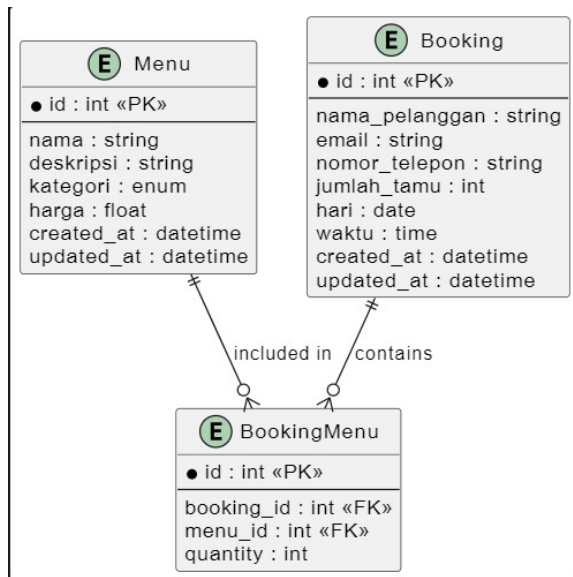 E Menu
id : int «PK»
nama : string
deskripsi : string
kategori : enum
harga : float
created_at : datetime
updated_at : datetime
E Booking
id : int «PK»
nama_pelanggan : string
email : string
nomor_telepon : string
jumlah_tamu : int
hari : date
waktu : time
created_at : datetime
updated_at : datetime
included in
contains
E BookingMenu
id : int «PK»
booking_id : int «FK»
menu_id : int «FK»
quantity : int